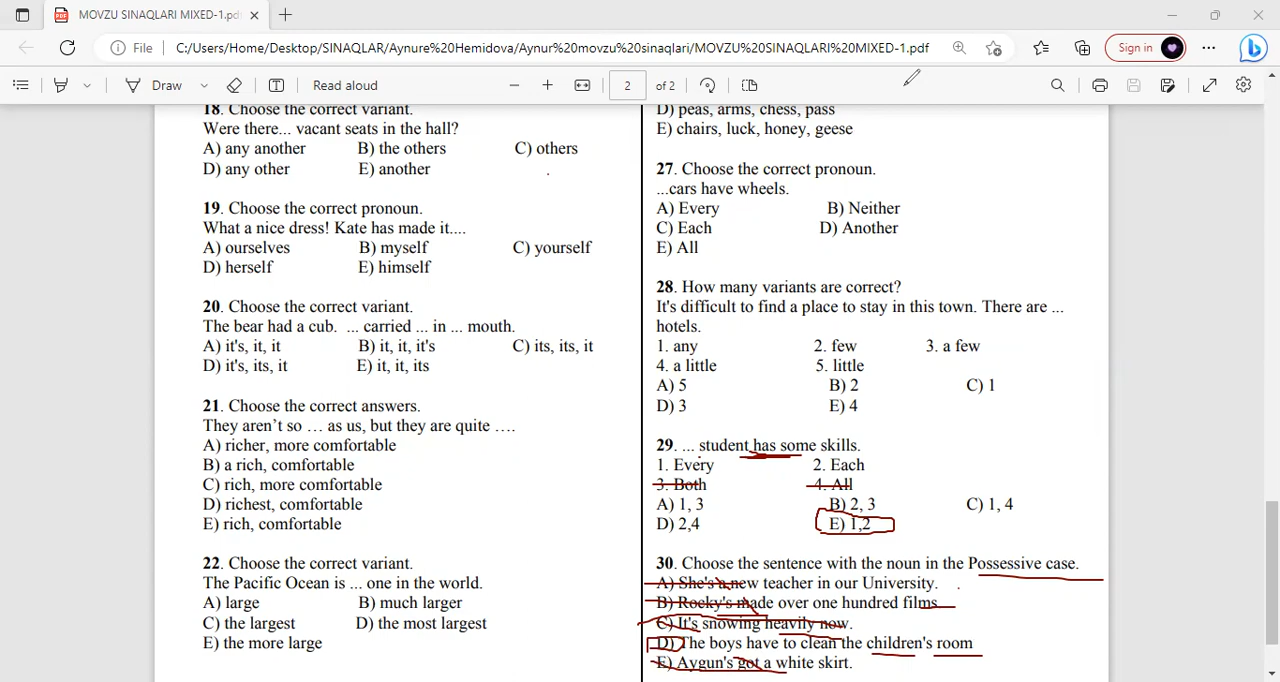 MOVZU SINAQLARI MIXED-1.pd
File C:/Users/Home/Desktop/SINAQLAR/Aynure%20Hemidova/Aynur%20movzu%20sinaqlari/MOVZU%20SINAQLARI%20MIXED-1.pdf Sign in
Draw Read aloud 2 of 2
18. Choose the correct variant.
Were there... vacant seats in the hall?
A) any another B) the others C) others
D) any other E) another
19. Choose the correct pronoun.
What a nice dress! Kate has made it....
A) ourselves B) myself C) yourself
D) herself E) himself
20. Choose the correct variant.
The bear had a cub. ... carried ... in ... mouth.
A) it's, it, it B) it, it, it's C) its, its, it
D) it's, its, it E) it, it, its
21. Choose the correct answers.
They aren’t so … as us, but they are quite ….
A) richer, more comfortable
B) a rich, comfortable
C) rich, more comfortable
D) richest, comfortable
E) rich, comfortable
22. Choose the correct variant.
The Pacific Ocean is ... one in the world.
A) large B) much larger
C) the largest D) the most largest
E) the more large
D) peas, arms, chess, pass
E) chairs, luck, honey, geese
27. Choose the correct pronoun.
...cars have wheels.
A) Every B) Neither
C) Each D) Another
E) All
28. How many variants are correct?
It's difficult to find a place to stay in this town. There are ...
hotels.
1. any 2. few 3. a few
4. a little 5. little
A) 5 B) 2 C) 1
D) 3 E) 4
29. ... student has some skills.
1. Every 2. Each
3. Both 4. All
A) 1, 3 B) 2, 3 C) 1, 4
D) 2,4 E) 1,2
30. Choose the sentence with the noun in the Possessive case.
A) She's a new teacher in our University.
B) Rocky's made over one hundred films
C) It's snowing heavily now.
D) The boys have to clean the children's room
E) Aygun's got a white skirt.